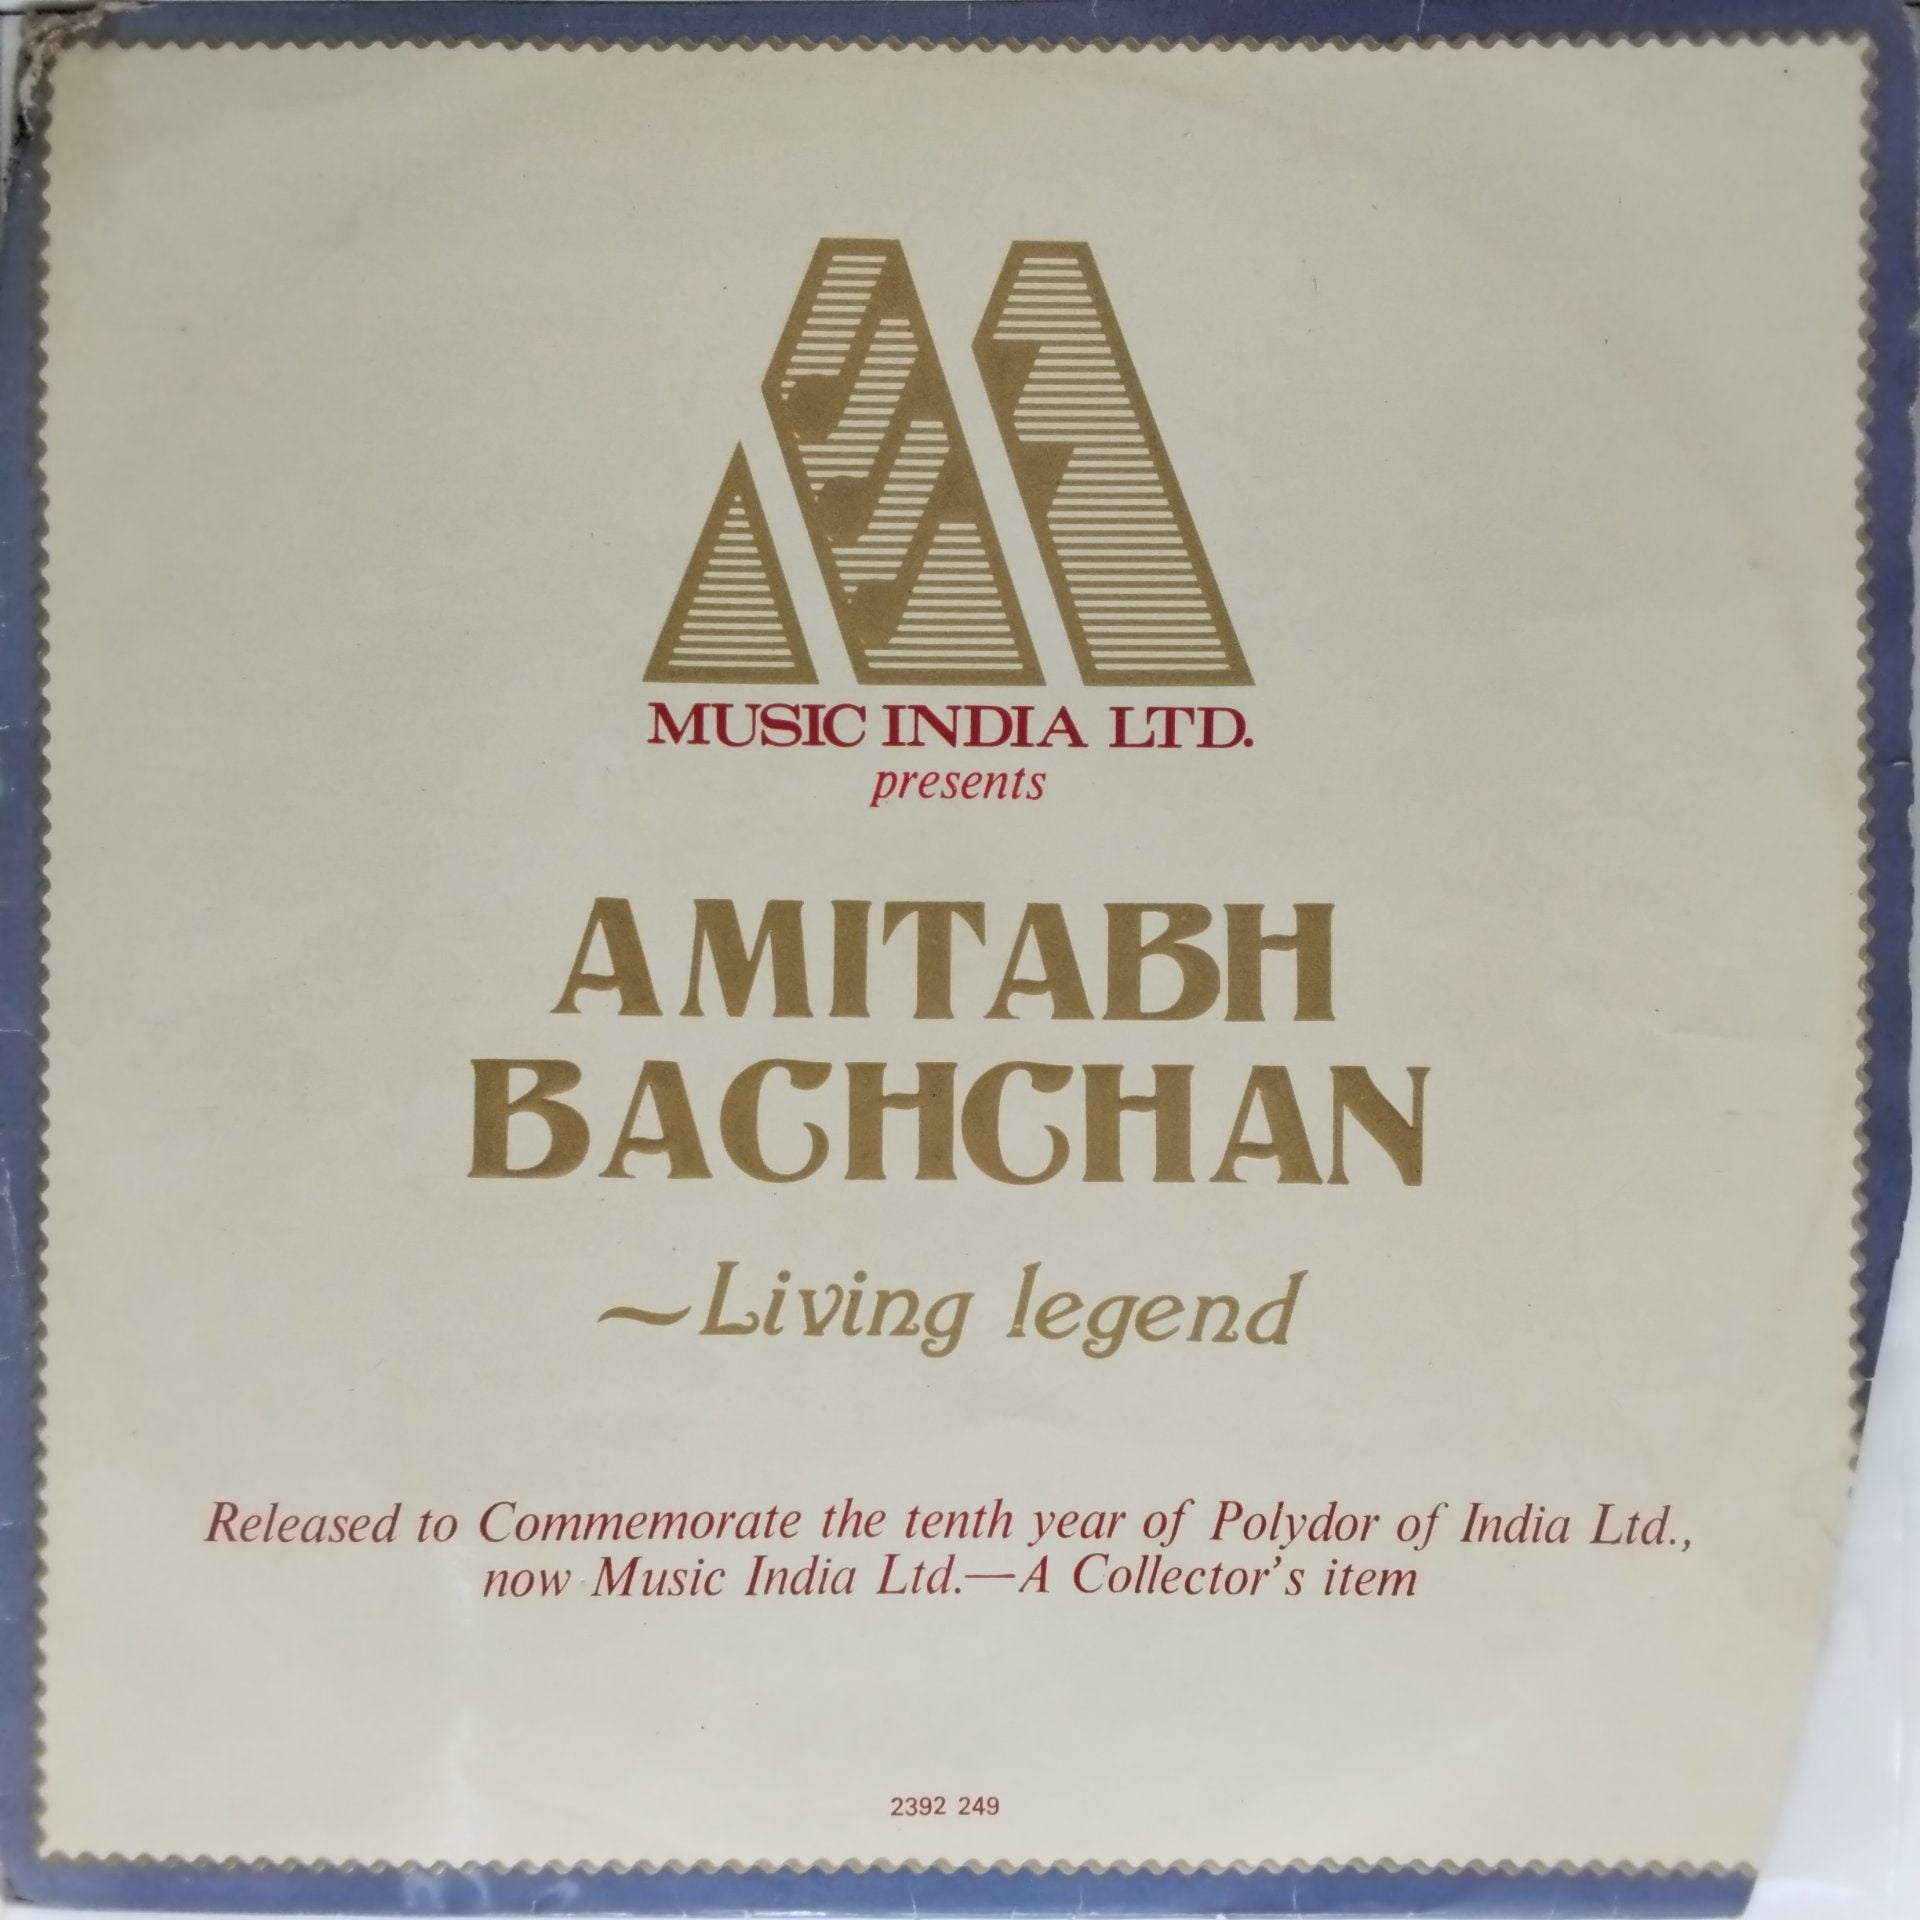 MUSIC INDIA LTD.
presents
AMITABH
BACHCHAN
~Living legend
Released to Commemorate the tenth year of Polydor of India Ltd.,
now Music India Ltd.—A Collector's item
2392 249